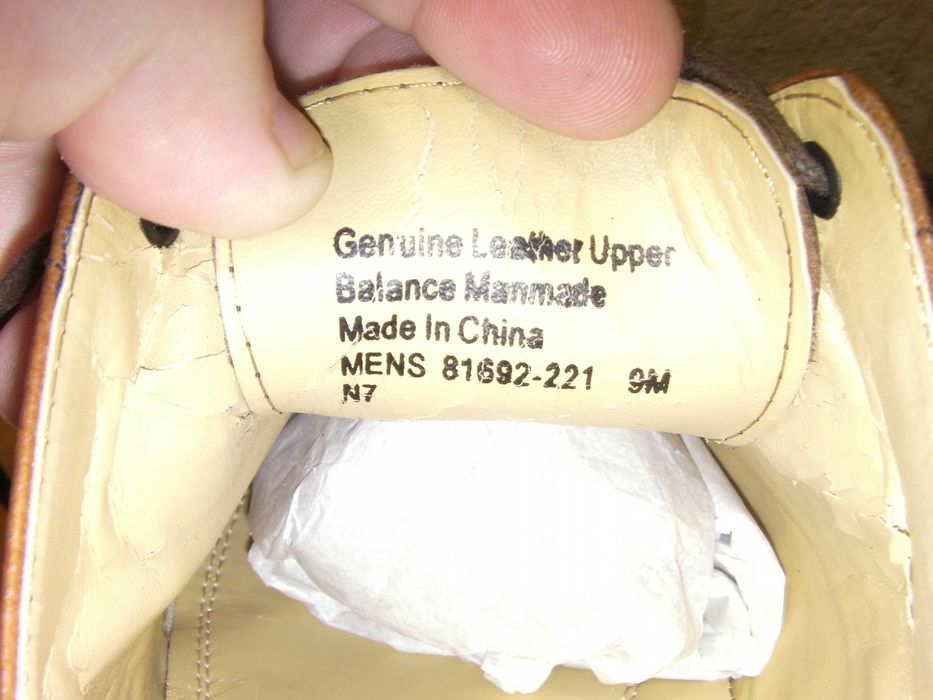 Genuine Leather Upper
Balance Manmade
Made In China
MENS 81692-221 9M
N7